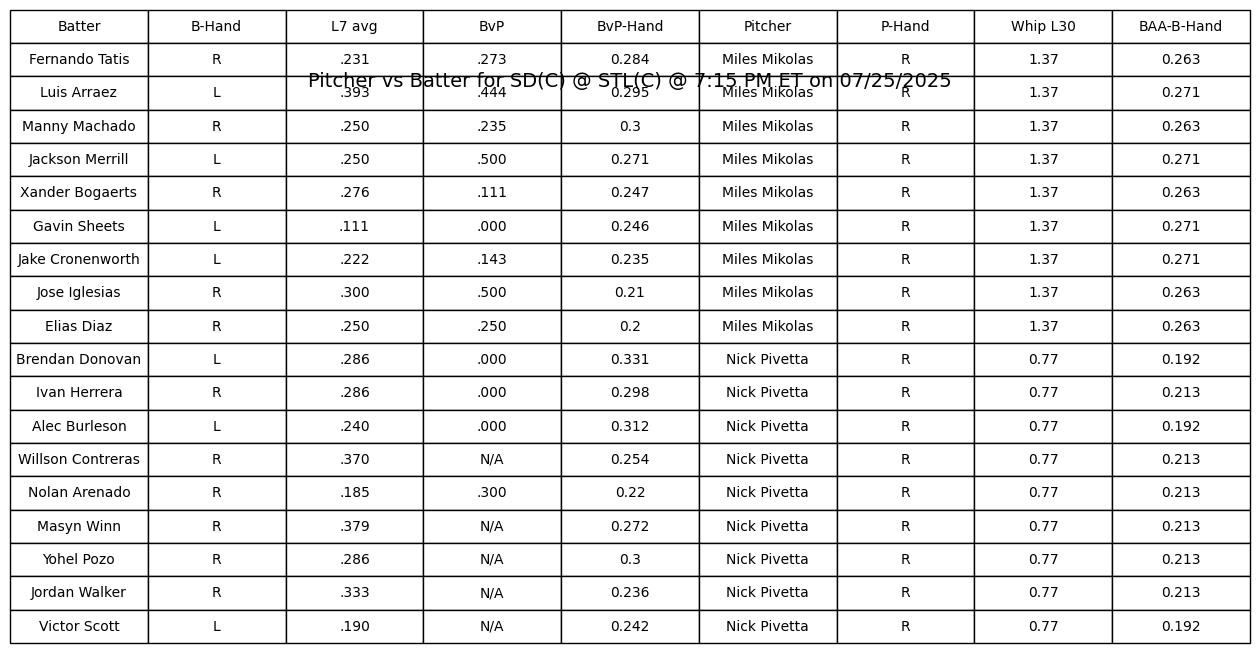 Batter B-Hand L7 avg BvP BvP-Hand Pitcher P-Hand Whip L30 BAA-B-Hand
Fernando Tatis R .231 .273 0.284 Miles Mikolas R 1.37 0.263
Pitcher vs Batter for SD(C) @ STL(C) @ 7:15 PM ET on 07/25/2025
Luis Arraez L .393 .444 0.295 Miles Mikolas R 1.37 0.271
Manny Machado R .250 .235 0.3 Miles Mikolas R 1.37 0.263
Jackson Merrill L .250 .500 0.271 Miles Mikolas R 1.37 0.271
Xander Bogaerts R .276 .111 0.247 Miles Mikolas R 1.37 0.263
Gavin Sheets L .111 .000 0.246 Miles Mikolas R 1.37 0.271
Jake Cronenworth L .222 .143 0.235 Miles Mikolas R 1.37 0.271
Jose Iglesias R .300 .500 0.21 Miles Mikolas R 1.37 0.263
Elias Diaz R .250 .250 0.2 Miles Mikolas R 1.37 0.263
Brendan Donovan L .286 .000 0.331 Nick Pivetta R 0.77 0.192
Ivan Herrera R .286 .000 0.298 Nick Pivetta R 0.77 0.213
Alec Burleson L .240 .000 0.312 Nick Pivetta R 0.77 0.192
Willson Contreras R .370 N/A 0.254 Nick Pivetta R 0.77 0.213
Nolan Arenado R .185 .300 0.22 Nick Pivetta R 0.77 0.213
Masyn Winn R .379 N/A 0.272 Nick Pivetta R 0.77 0.213
Yohel Pozo R .286 N/A 0.3 Nick Pivetta R 0.77 0.213
Jordan Walker R .333 N/A 0.236 Nick Pivetta R 0.77 0.213
Victor Scott L .190 N/A 0.242 Nick Pivetta R 0.77 0.192